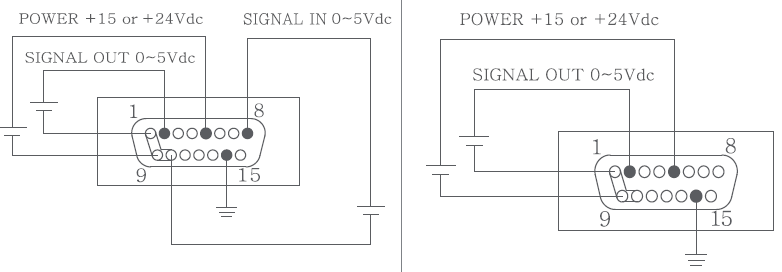 POWER +15 or +24Vdc
SIGNAL IN 0~5Vdc
SIGNAL OUT 0~5Vdc
1
8
9
15
POWER +15 or +24Vdc
SIGNAL OUT 0~5Vdc
1
8
9
15